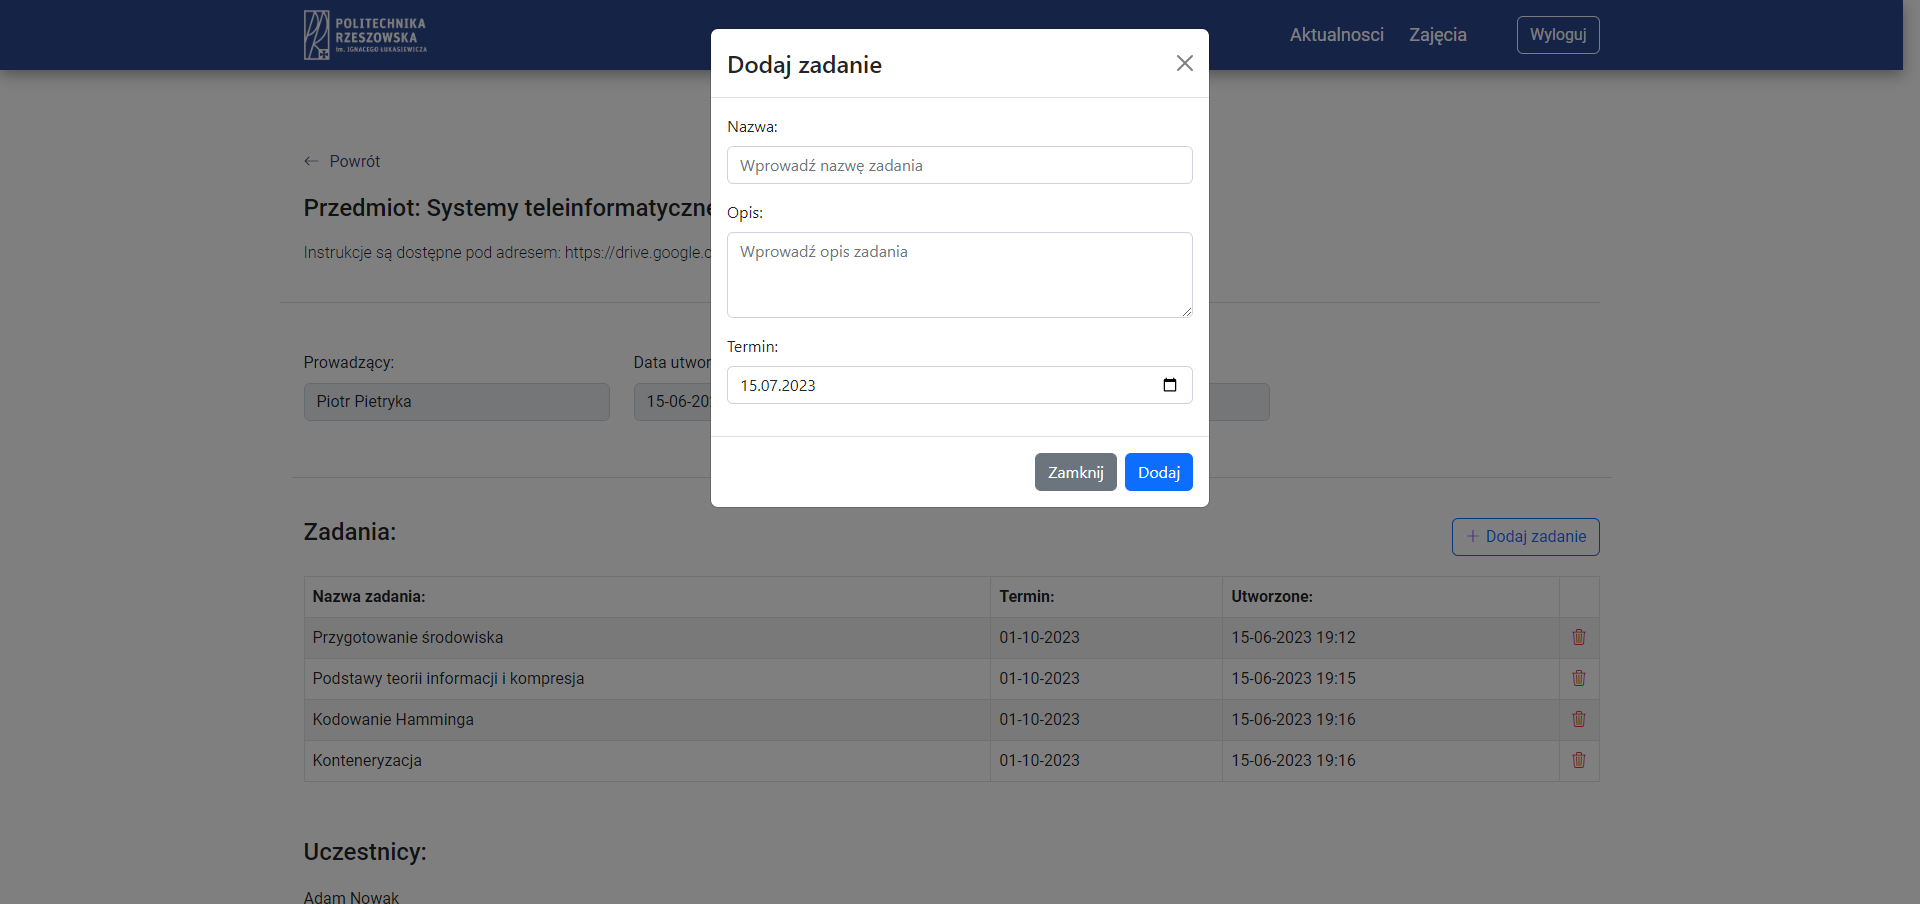 POLITECHNIKA
RZESZOWSKA
im. IGNACEGO ŁUKASIEWICZA
Aktualnosci
Zajęcia
Wyloguj
Dodaj zadanie
Nazwa:
Wprowadź nazwę zadania
Opis:
Wprowadź opis zadania
Termin:
15.07.2023
Zamknij
Dodaj
Powrót
Przedmiot: Systemy teleinformatyczne
Instrukcje są dostępne pod adresem: https://drive.google.c
Prowadzący:
Data utwor
Piotr Pietryka
15-06-20
Zadania:
Dodaj zadanie
Nazwa zadania: Termin: Utworzone:
Przygotowanie środowiska 01-10-2023 15-06-2023 19:12
Podstawy teorii informacji i kompresja 01-10-2023 15-06-2023 19:15
Kodowanie Hamminga 01-10-2023 15-06-2023 19:16
Konteneryzacja 01-10-2023 15-06-2023 19:16
Uczestnicy:
Adam Nowak